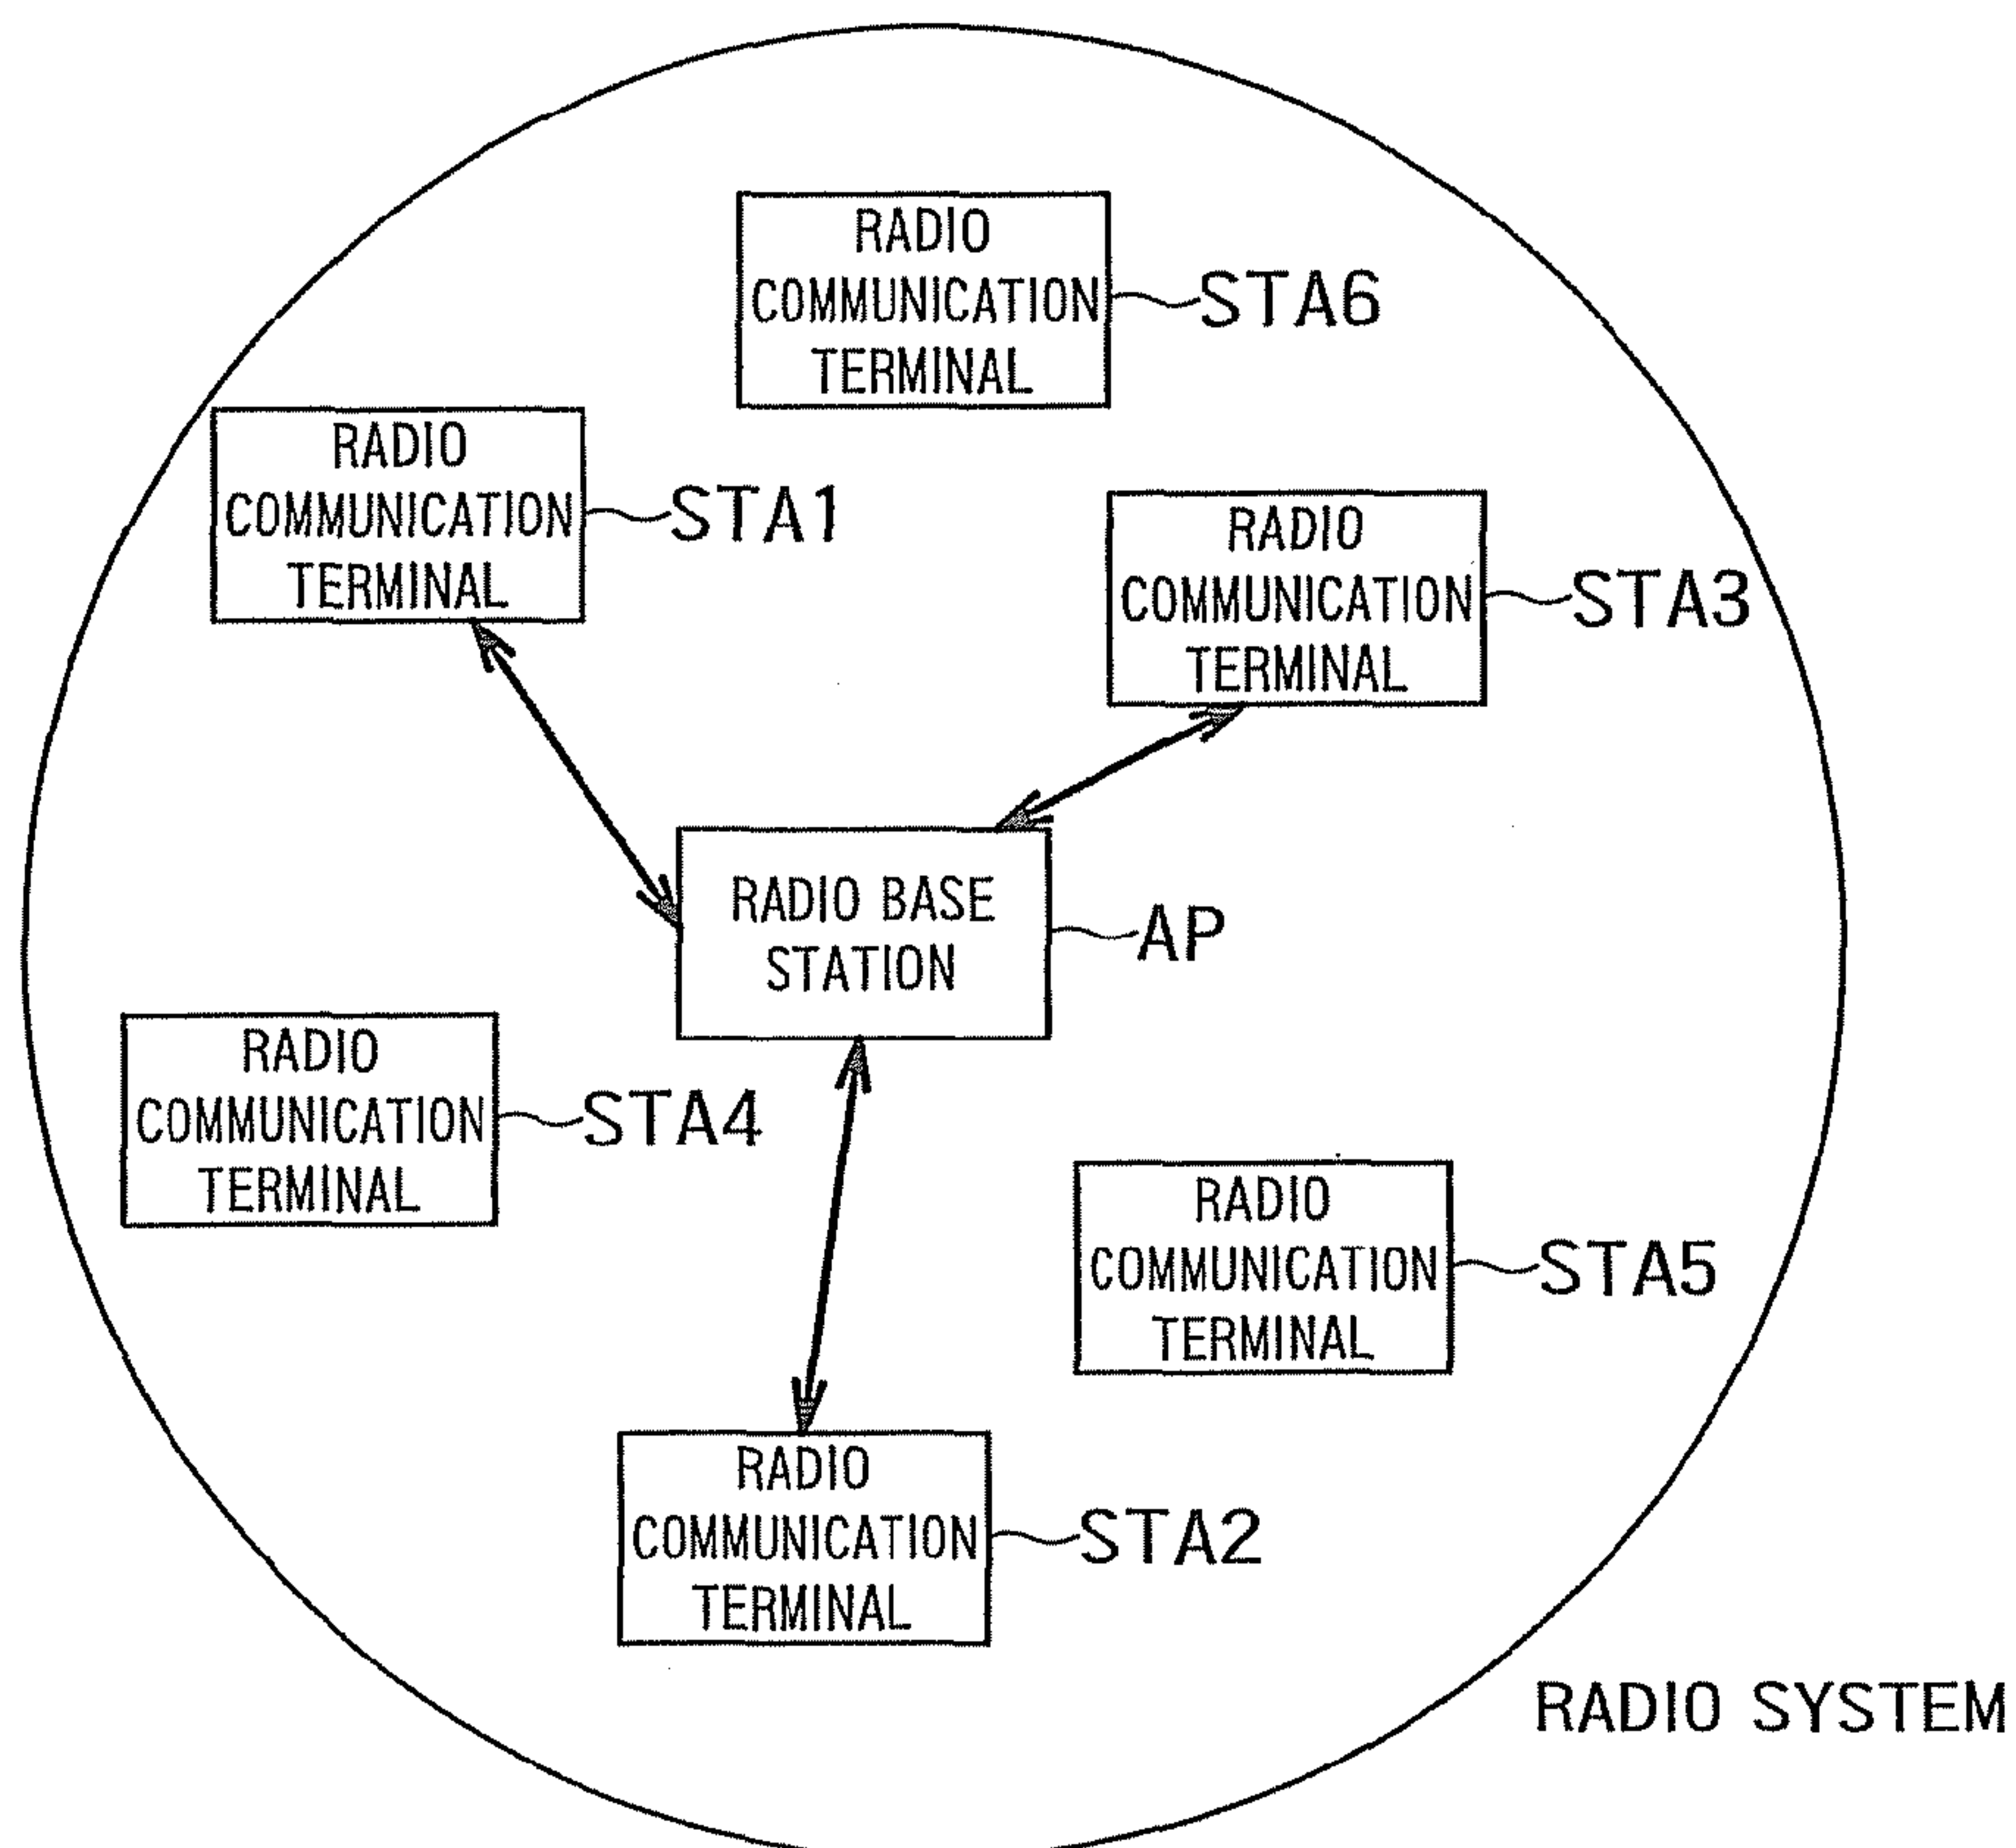 RADIO
COMMUNICATION
TERMINAL
STA6
RADIO
COMMUNICATION
TERMINAL
STA1
RADIO
COMMUNICATION
TERMINAL
STA3
RADIO BASE
STATION
AP
RADIO
COMMUNICATION
TERMINAL
STA4
RADIO
COMMUNICATION
TERMINAL
STA5
RADIO
COMMUNICATION
TERMINAL
STA2
RADIO SYSTEM